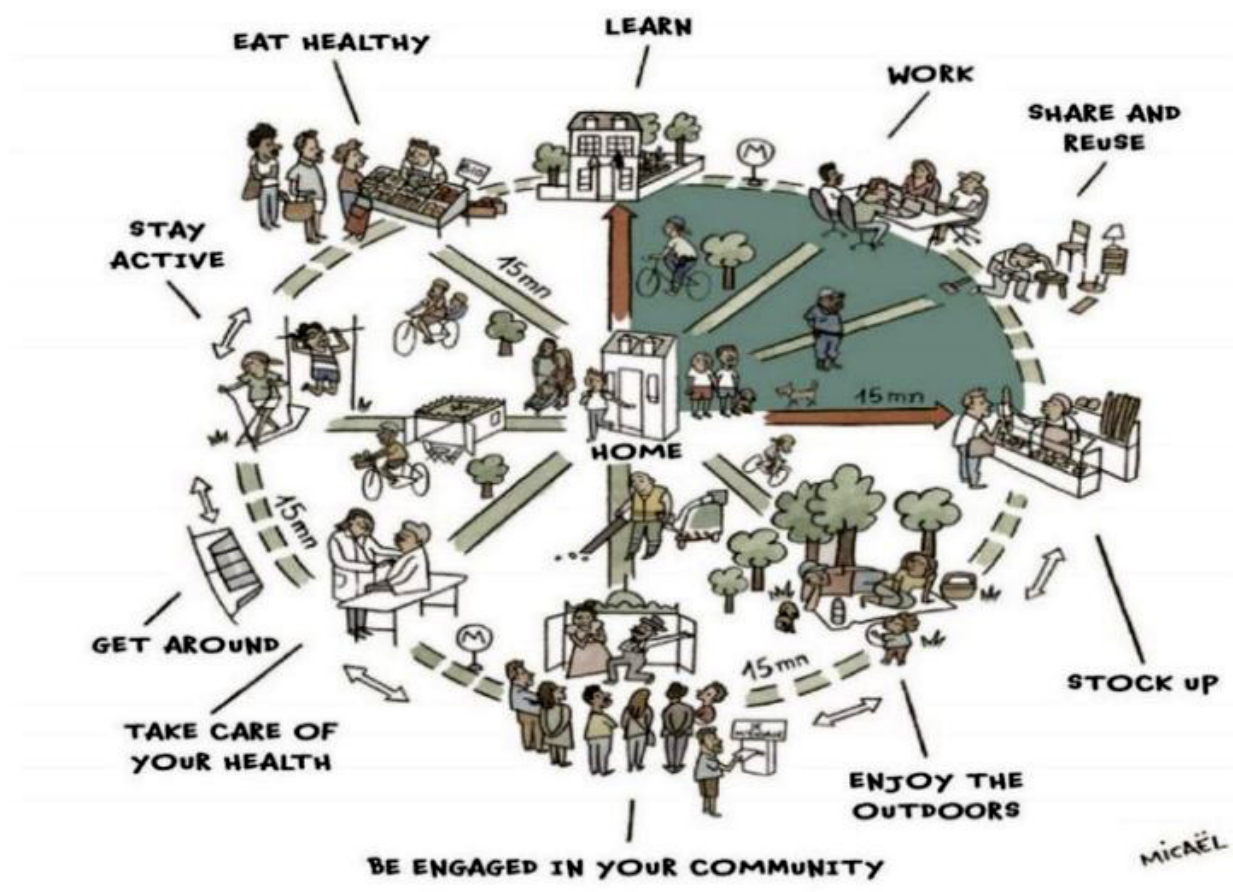 LEARN
EAT HEALTHY
WORK
SHARE AND
REUSE
M
STAY
ACTIVE
15mn
15mn
HOME
15mn
GET AROUND
M
15mn
STOCK UP
TAKE CARE OF
YOUR HEALTH
ENJOY THE
OUTDOORS
BE ENGAGED IN YOUR COMMUNITY
MICAËL